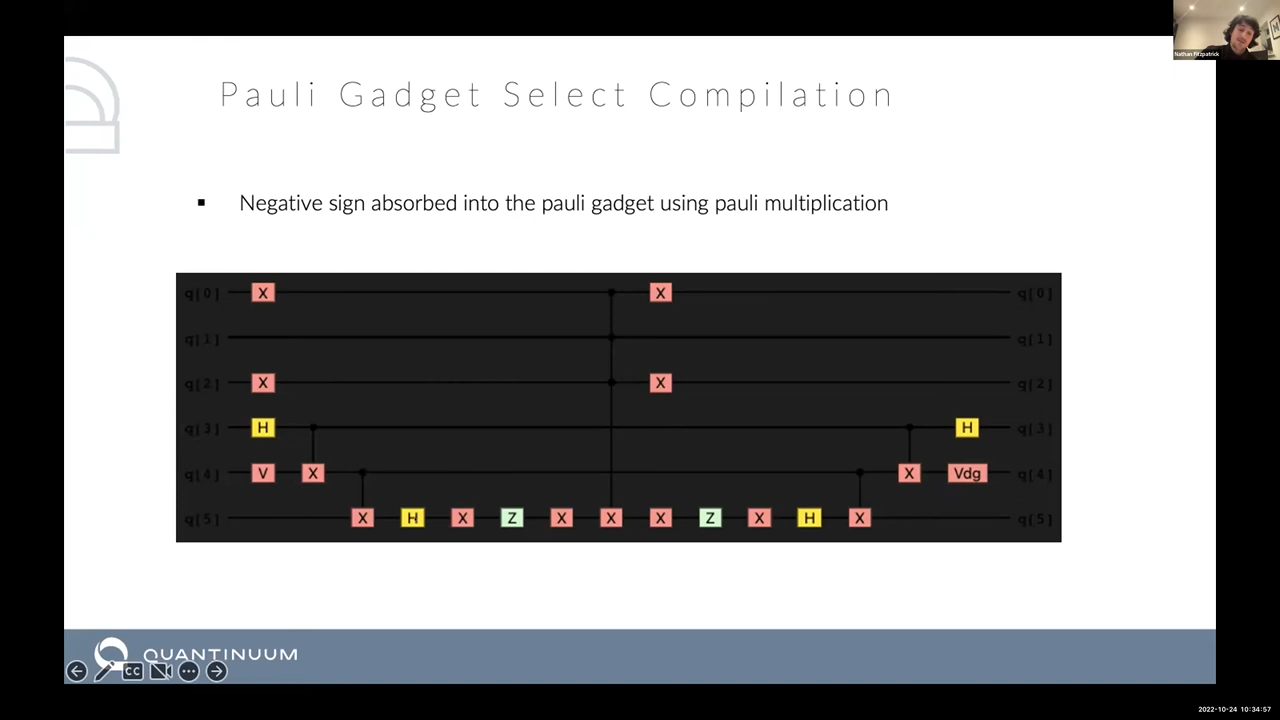 Nathan Fitzpatrick
Pauli Gadget Select Compilation
▪ Negative sign absorbed into the pauli gadget using pauli multiplication
q[0] X X q[0]
q[1] q[1]
q[2] X X q[2]
q[3] H H q[3]
q[4] V X X Vdg q[4]
q[5] X H X Z X X X Z X H X q[5]
QUANTINUUM
CC
2022-10-24 10:34:57